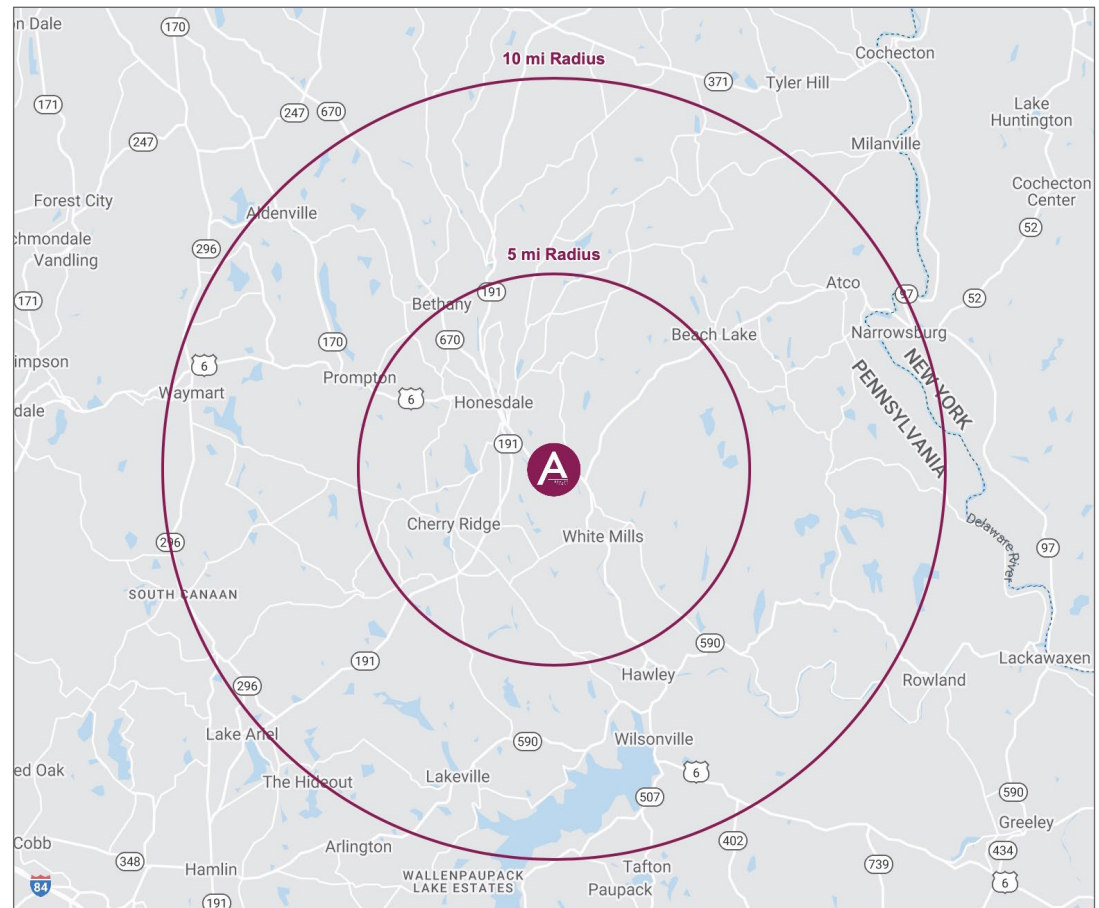 n Dale
170
Cochecton
10 mi Radius
371
Tyler Hill
171
247
670
Lake
Huntington
247
Milanville
Forest City
Aldenville
Cochecton
Center
52
chmondale
Vandling
296
5 mi Radius
Atco
171
Bethany
191
97
52
170
670
Beach Lake
Narrowsburg
impson
6
NEW YORK
PENNSYLVANIA
Waymart
Prompton
6
Honesdale
dale
191
A
Cherry Ridge
White Mills
Delaware
River
296
97
SOUTH CANAAN
191
590
Lackawaxen
Hawley
Rowland
296
Lake Ariel
590
Wilsonville
ed Oak
The Hideout
Lakeville
6
507
590
Greeley
Cobb
Arlington
402
434
348
Hamlin
WALLENPAUPACK
LAKE ESTATES
Tafton
739
84
Paupack
6
191